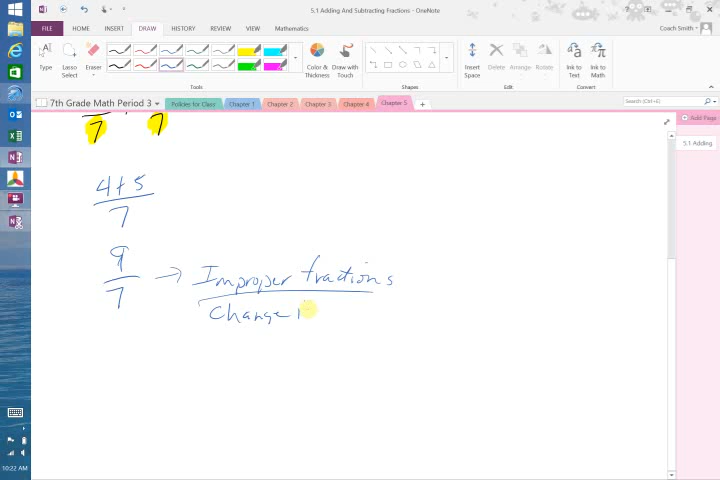 5.1 Adding And Subtracting Fractions - OneNote
FILE HOME INSERT DRAW HISTORY REVIEW VIEW Mathematics
Coach Smith
Type
Lasso Select
Eraser
Color & Thickness
Draw with Touch
Insert Space
Delete
Arrange
Rotate
Ink to Text
Ink to Math
Tools Shapes Edit Convert
7th Grade Math Period 3 Policies for Class Chapter 1 Chapter 2 Chapter 3 Chapter 4 Chapter 5
Search (Ctrl+E)
Add Page
5.1 Adding
7 7
4+5
7
9
7 → Improper fractions
Change
10:22 AM